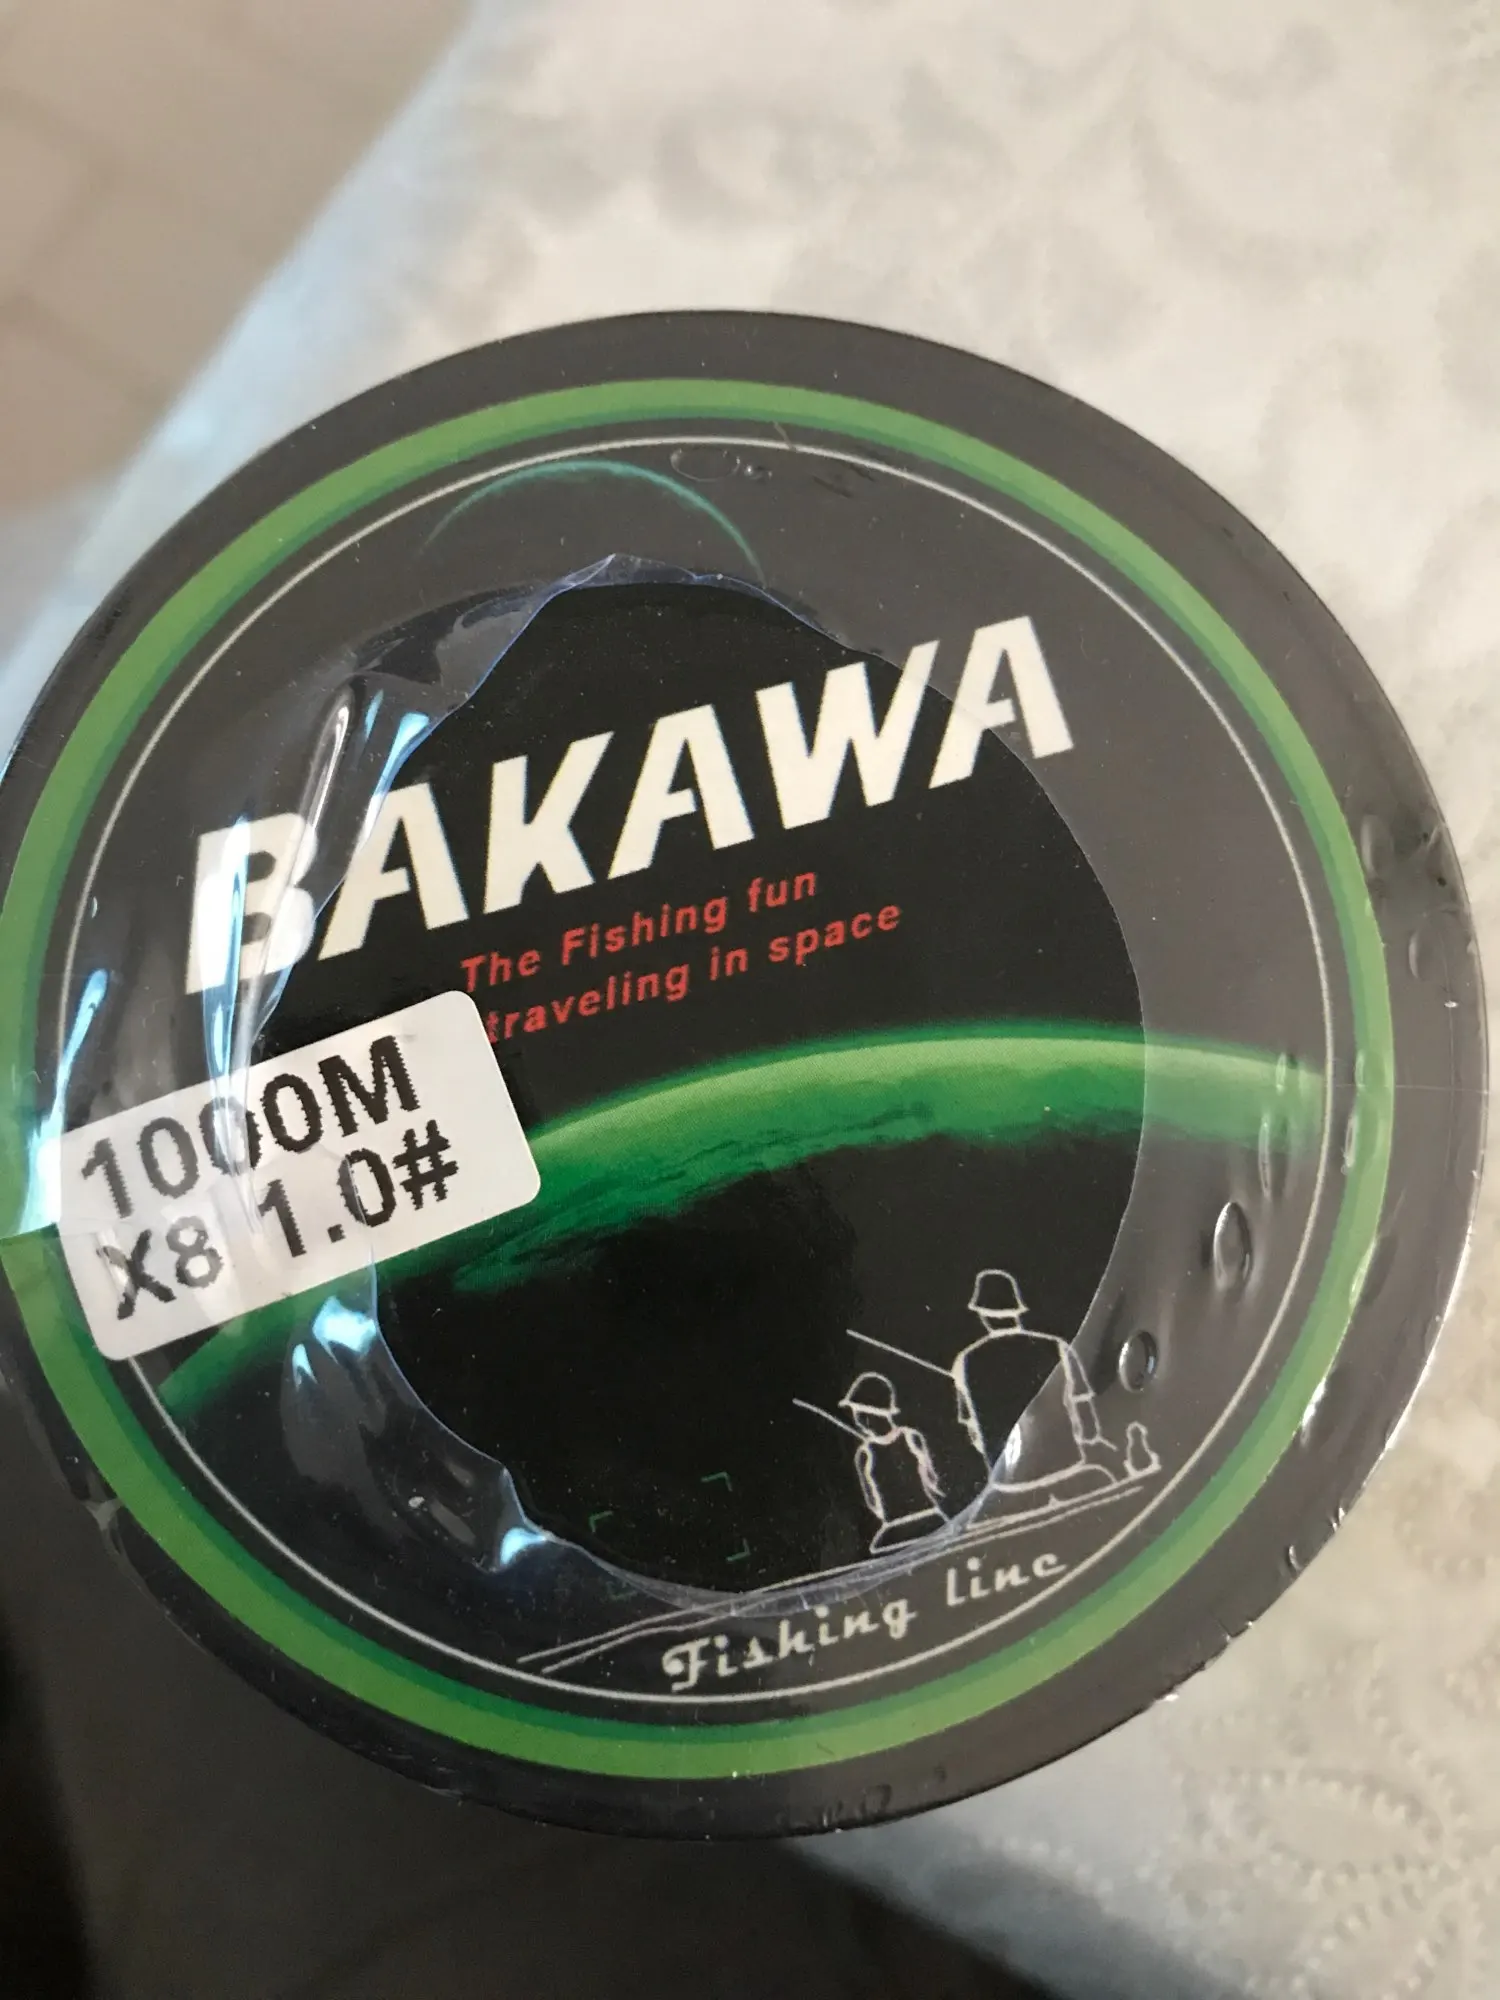 BAKAWA
The Fishing fun
traveling in space
1000M
X8 1.0#
Fishing line